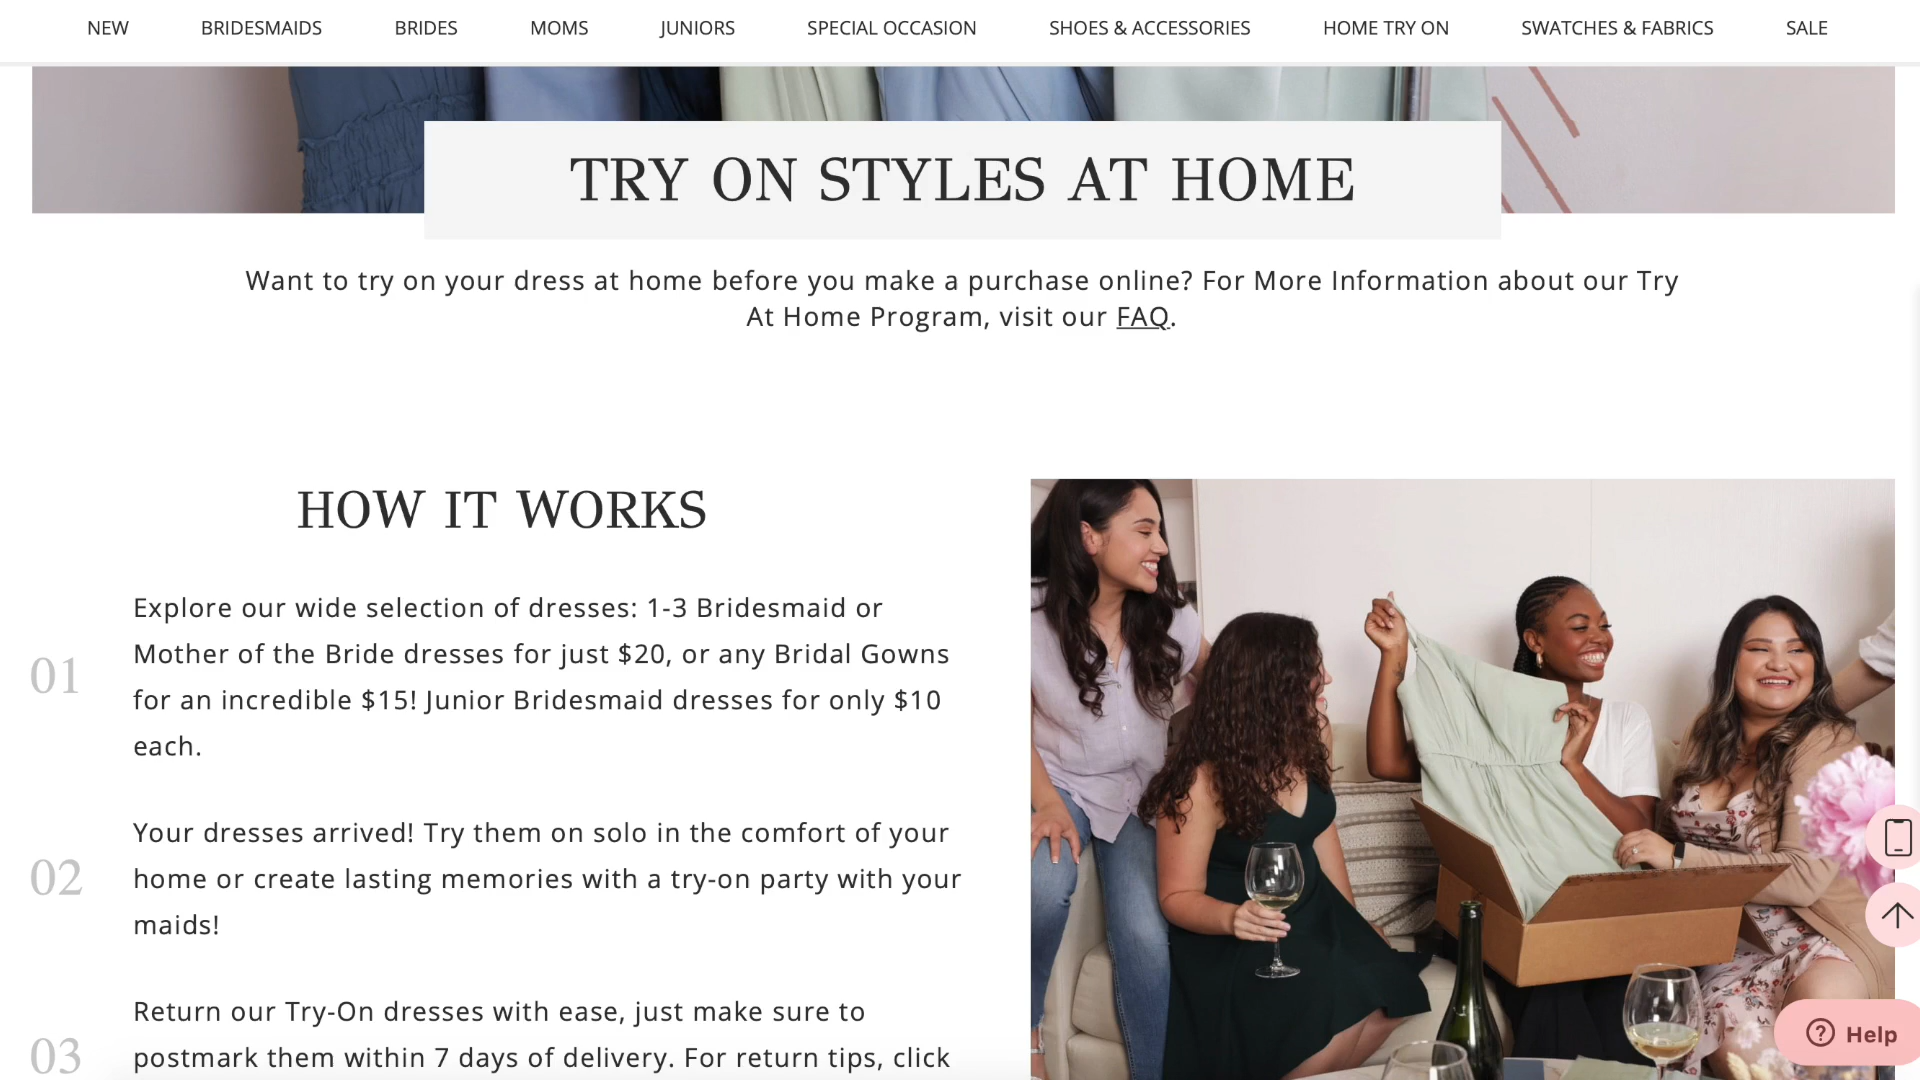 NEW BRIDESMAIDS BRIDES MOMS JUNIORS SPECIAL OCCASION SHOES & ACCESSORIES HOME TRY ON SWATCHES & FABRICS SALE
TRY ON STYLES AT HOME
Want to try on your dress at home before you make a purchase online? For More Information about our Try
At Home Program, visit our FAQ.
HOW IT WORKS
01
Explore our wide selection of dresses: 1-3 Bridesmaid or
Mother of the Bride dresses for just $20, or any Bridal Gowns
for an incredible $15! Junior Bridesmaid dresses for only $10
each.
02
Your dresses arrived! Try them on solo in the comfort of your
home or create lasting memories with a try-on party with your
maids!
03
Return our Try-On dresses with ease, just make sure to
postmark them within 7 days of delivery. For return tips, click
Help